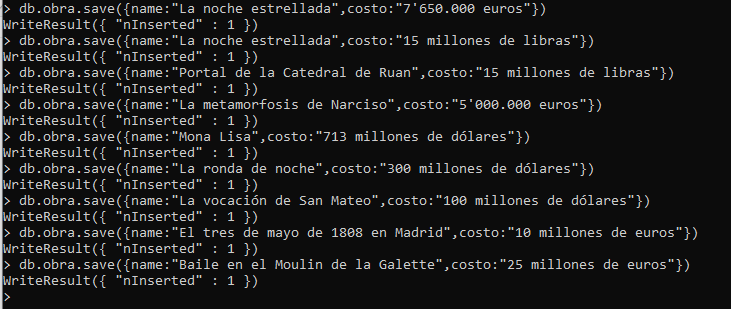 > db.obra.save({name:"La noche estrellada",costo:"7'650.000 euros"})
WriteResult({ "nInserted" : 1 })
> db.obra.save({name:"La noche estrellada",costo:"15 millones de libras"})
WriteResult({ "nInserted" : 1 })
> db.obra.save({name:"Portal de la Catedral de Ruan",costo:"15 millones de libras"})
WriteResult({ "nInserted" : 1 })
> db.obra.save({name:"La metamorfosis de Narciso",costo:"5'000.000 euros"})
WriteResult({ "nInserted" : 1 })
> db.obra.save({name:"Mona Lisa",costo:"713 millones de dólares"})
WriteResult({ "nInserted" : 1 })
> db.obra.save({name:"La ronda de noche",costo:"300 millones de dólares"})
WriteResult({ "nInserted" : 1 })
> db.obra.save({name:"La vocación de San Mateo",costo:"100 millones de dólares"})
WriteResult({ "nInserted" : 1 })
> db.obra.save({name:"El tres de mayo de 1808 en Madrid",costo:"10 millones de euros"})
WriteResult({ "nInserted" : 1 })
> db.obra.save({name:"Baile en el Moulin de la Galette",costo:"25 millones de euros"})
WriteResult({ "nInserted" : 1 })
>